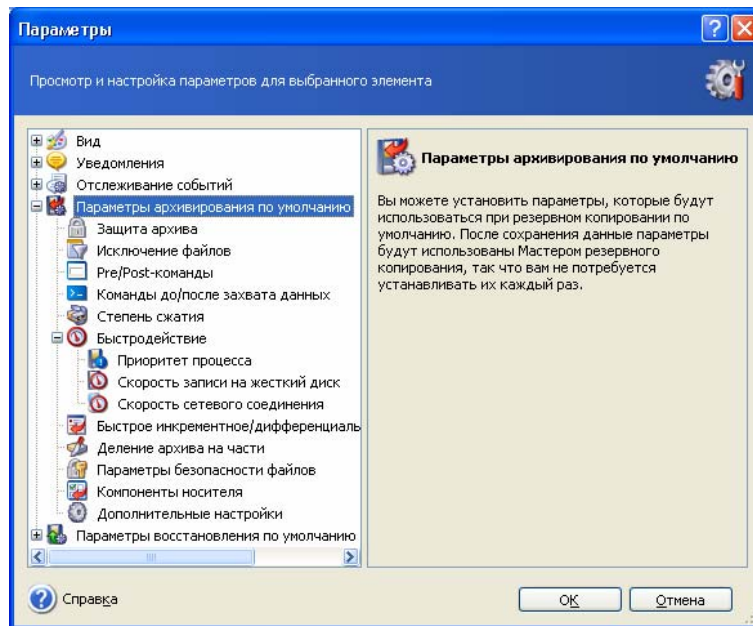 Параметры
Просмотр и настройка параметров для выбранного элемента
Вид
Уведомления
Отслеживание событий
Параметры архивирования по умолчанию
Защита архива
Исключение файлов
Pre/Post-команды
Команды до/после захвата данных
Степень сжатия
Быстродействие
Приоритет процесса
Скорость записи на жесткий диск
Скорость сетевого соединения
Быстрое инкрементное/дифференциаль
Деление архива на части
Параметры безопасности файлов
Компоненты носителя
Дополнительные настройки
Параметры восстановления по умолчанию
Параметры архивирования по умолчанию
Вы можете установить параметры, которые будут
использоваться при резервном копировании по
умолчанию. После сохранения данные параметры
будут использованы Мастером резервного
копирования, так что вам не потребуется
устанавливать их каждый раз.
Справка
OK
Отмена